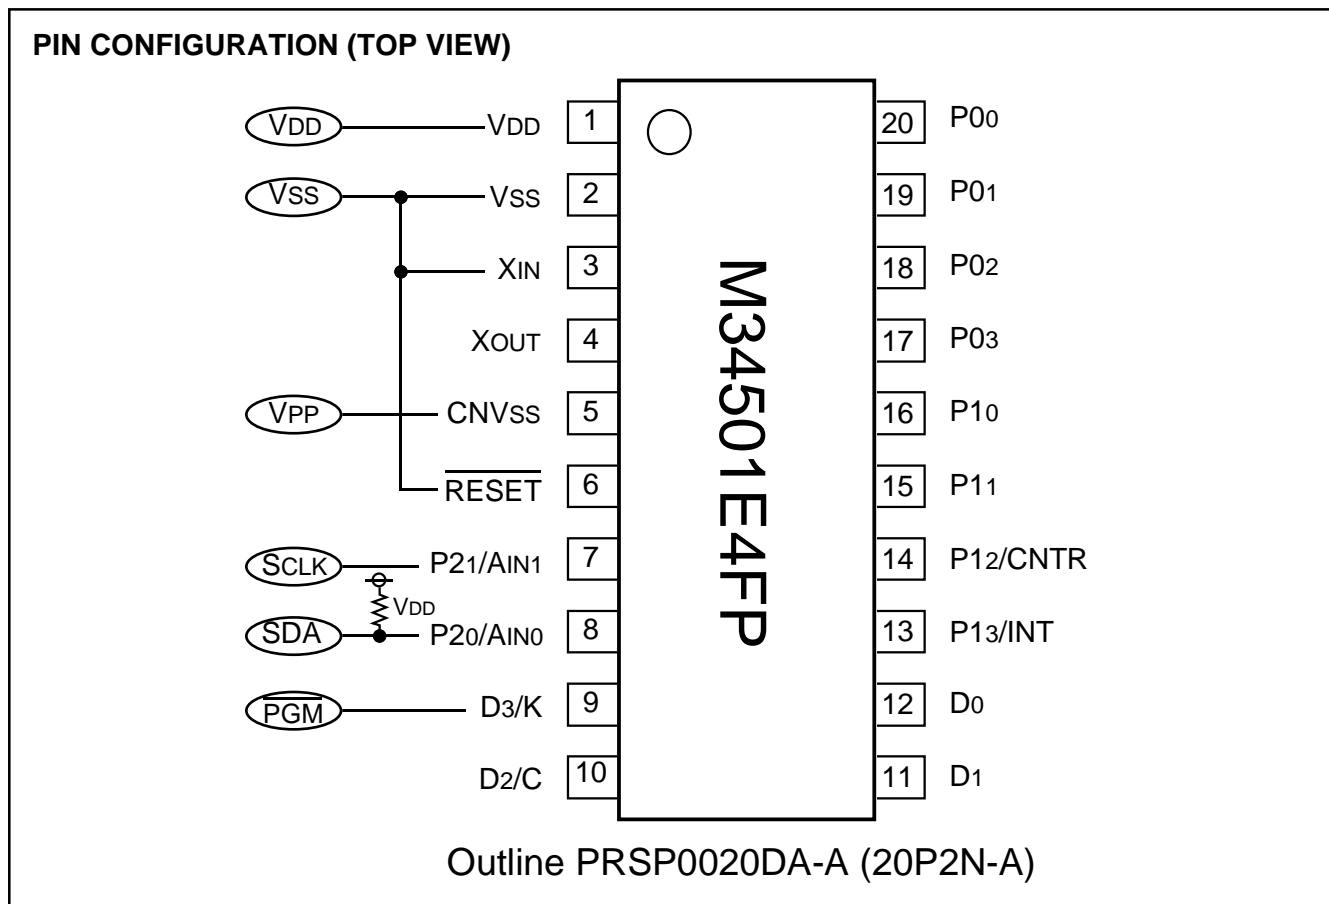 PIN CONFIGURATION (TOP VIEW)
VDD VDD 1 20 P00
VSS VSS 2 19 P01
XIN 3 18 P02
XOUT 4 17 P03
VPP CNVSS 5 16 P10
RESET 6 15 P11
SCLK P21/AIN1 7 14 P12/CNTR
VDD
SDA P20/AIN0 8 13 P13/INT
PGM D3/K 9 12 D0
D2/C 10 11 D1
M34501E4FP
Outline PRSP0020DA-A (20P2N-A)